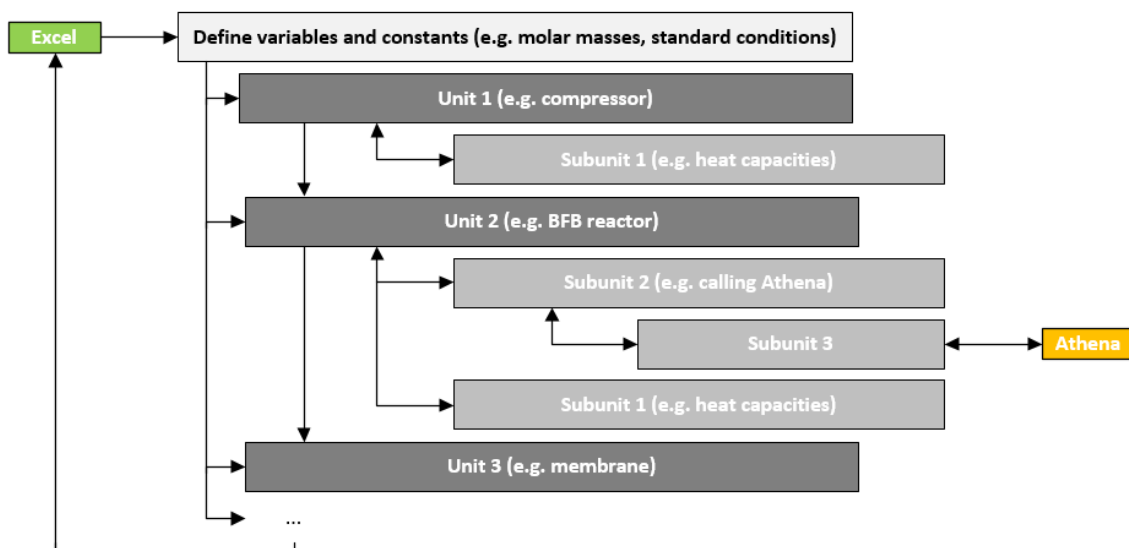 Excel
Define variables and constants (e.g. molar masses, standard conditions)
Unit 1 (e.g. compressor)
Subunit 1 (e.g. heat capacities)
Unit 2 (e.g. BFB reactor)
Subunit 2 (e.g. calling Athena)
Subunit 3
Athena
Subunit 1 (e.g. heat capacities)
Unit 3 (e.g. membrane)
...